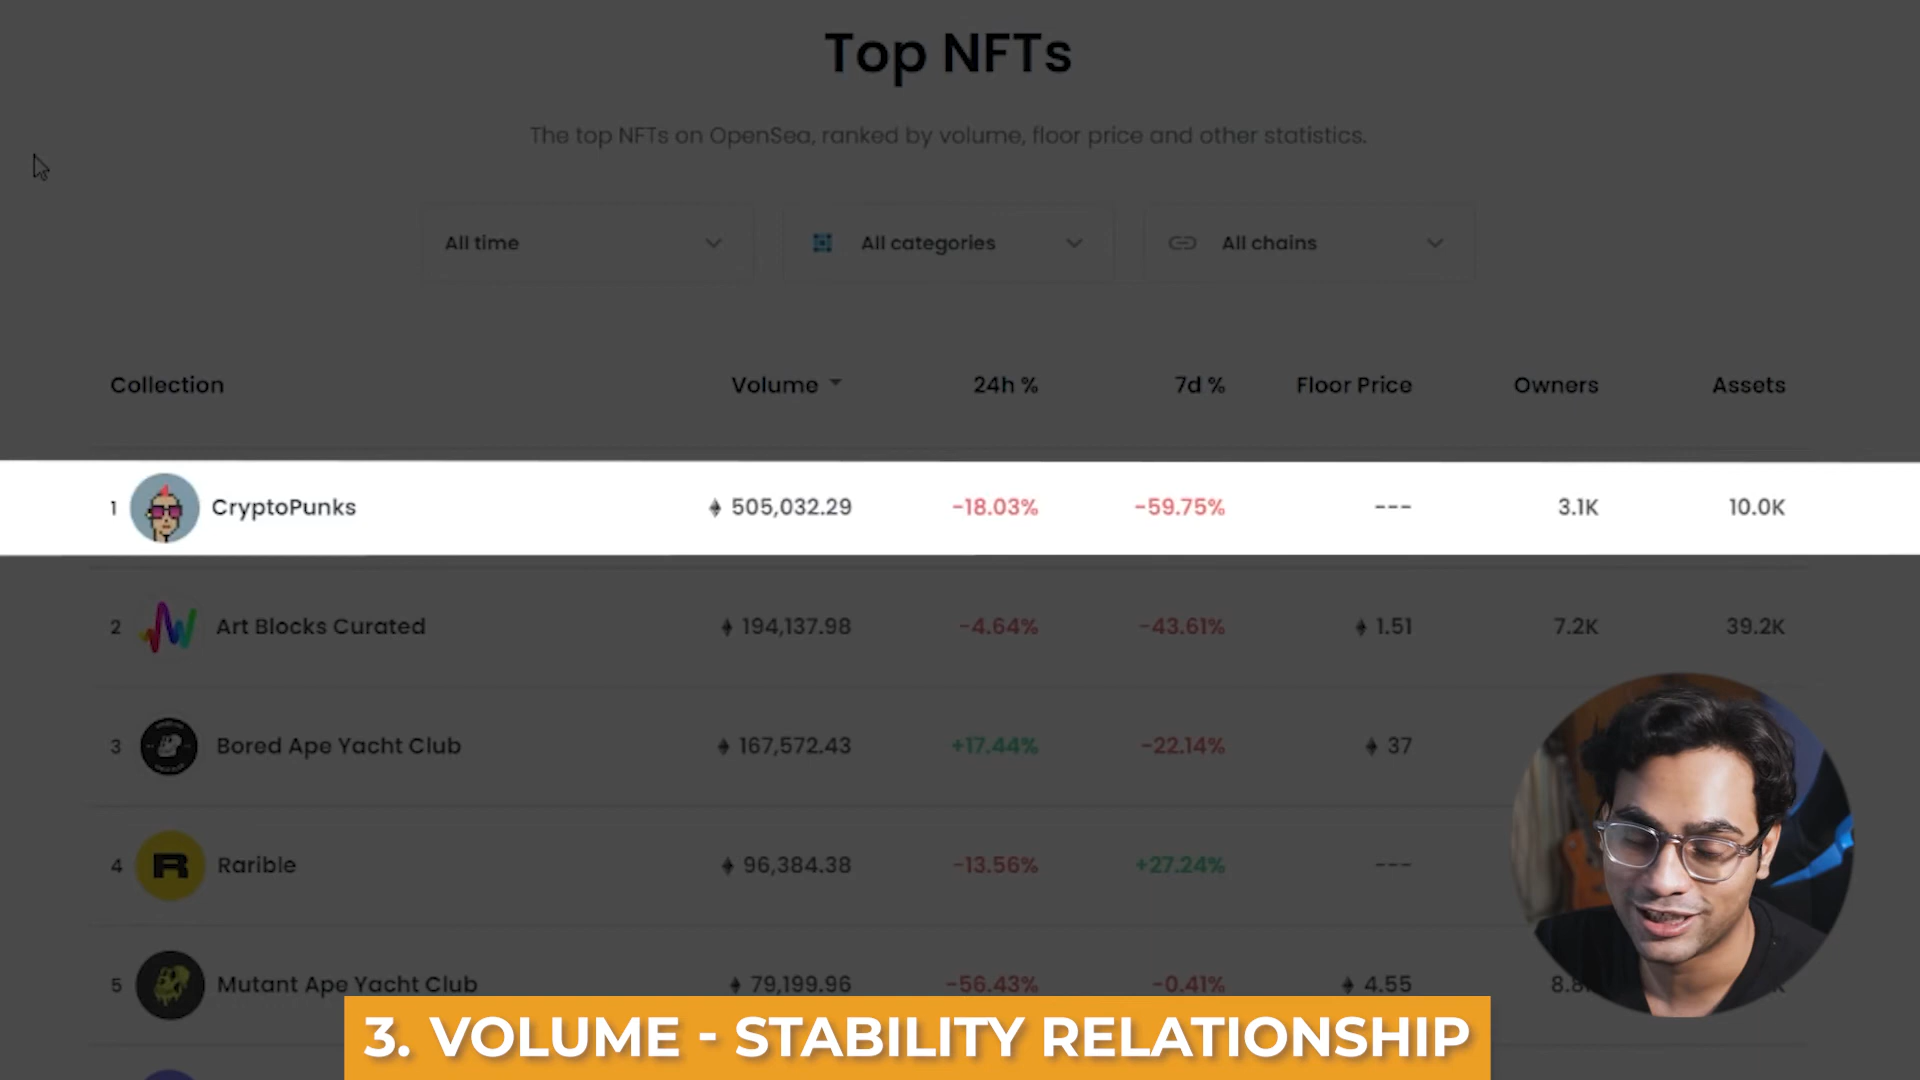 Top NFTs
The top NFTs on OpenSea, ranked by volume, floor price and other statistics.
All time All categories All chains
Collection Volume 24h % 7d % Floor Price Owners Assets
1 CryptoPunks 505,032.29 -18.03% -59.75% --- 3.1K 10.0K
2 Art Blocks Curated 194,137.98 -4.64% -43.61% 1.51 7.2K 39.2K
3 Bored Ape Yacht Club 167,572.43 +17.44% -22.14% 37
4 R Rarible 96,384.38 -13.56% +27.24% ---
5 Mutant Ape Yacht Club 79,199.96 -56.43% -0.41% 4.55
3. VOLUME - STABILITY RELATIONSHIP